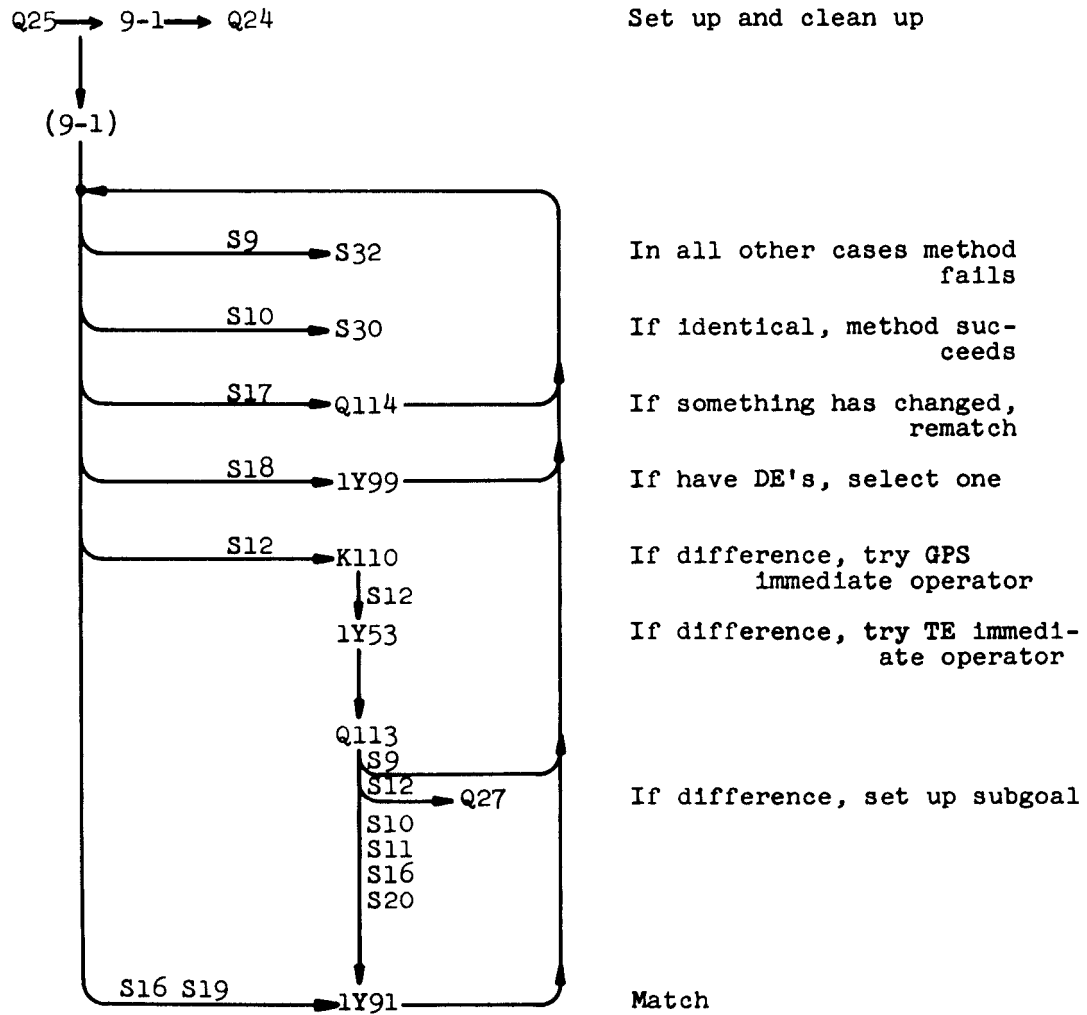 Q25 → 9-1 → Q24 Set up and clean up
(9-1)
S9 S32 In all other cases method
fails
S10 S30 If identical, method suc-
ceeds
S17 Q114 If something has changed,
rematch
S18 1Y99 If have DE's, select one
S12 K110 If difference, try GPS
immediate operator
S12
1Y53 If difference, try TE immedi-
ate operator
Q113
S9
S12 Q27 If difference, set up subgoal
S10
S11
S16
S20
S16 S19 1Y91 Match